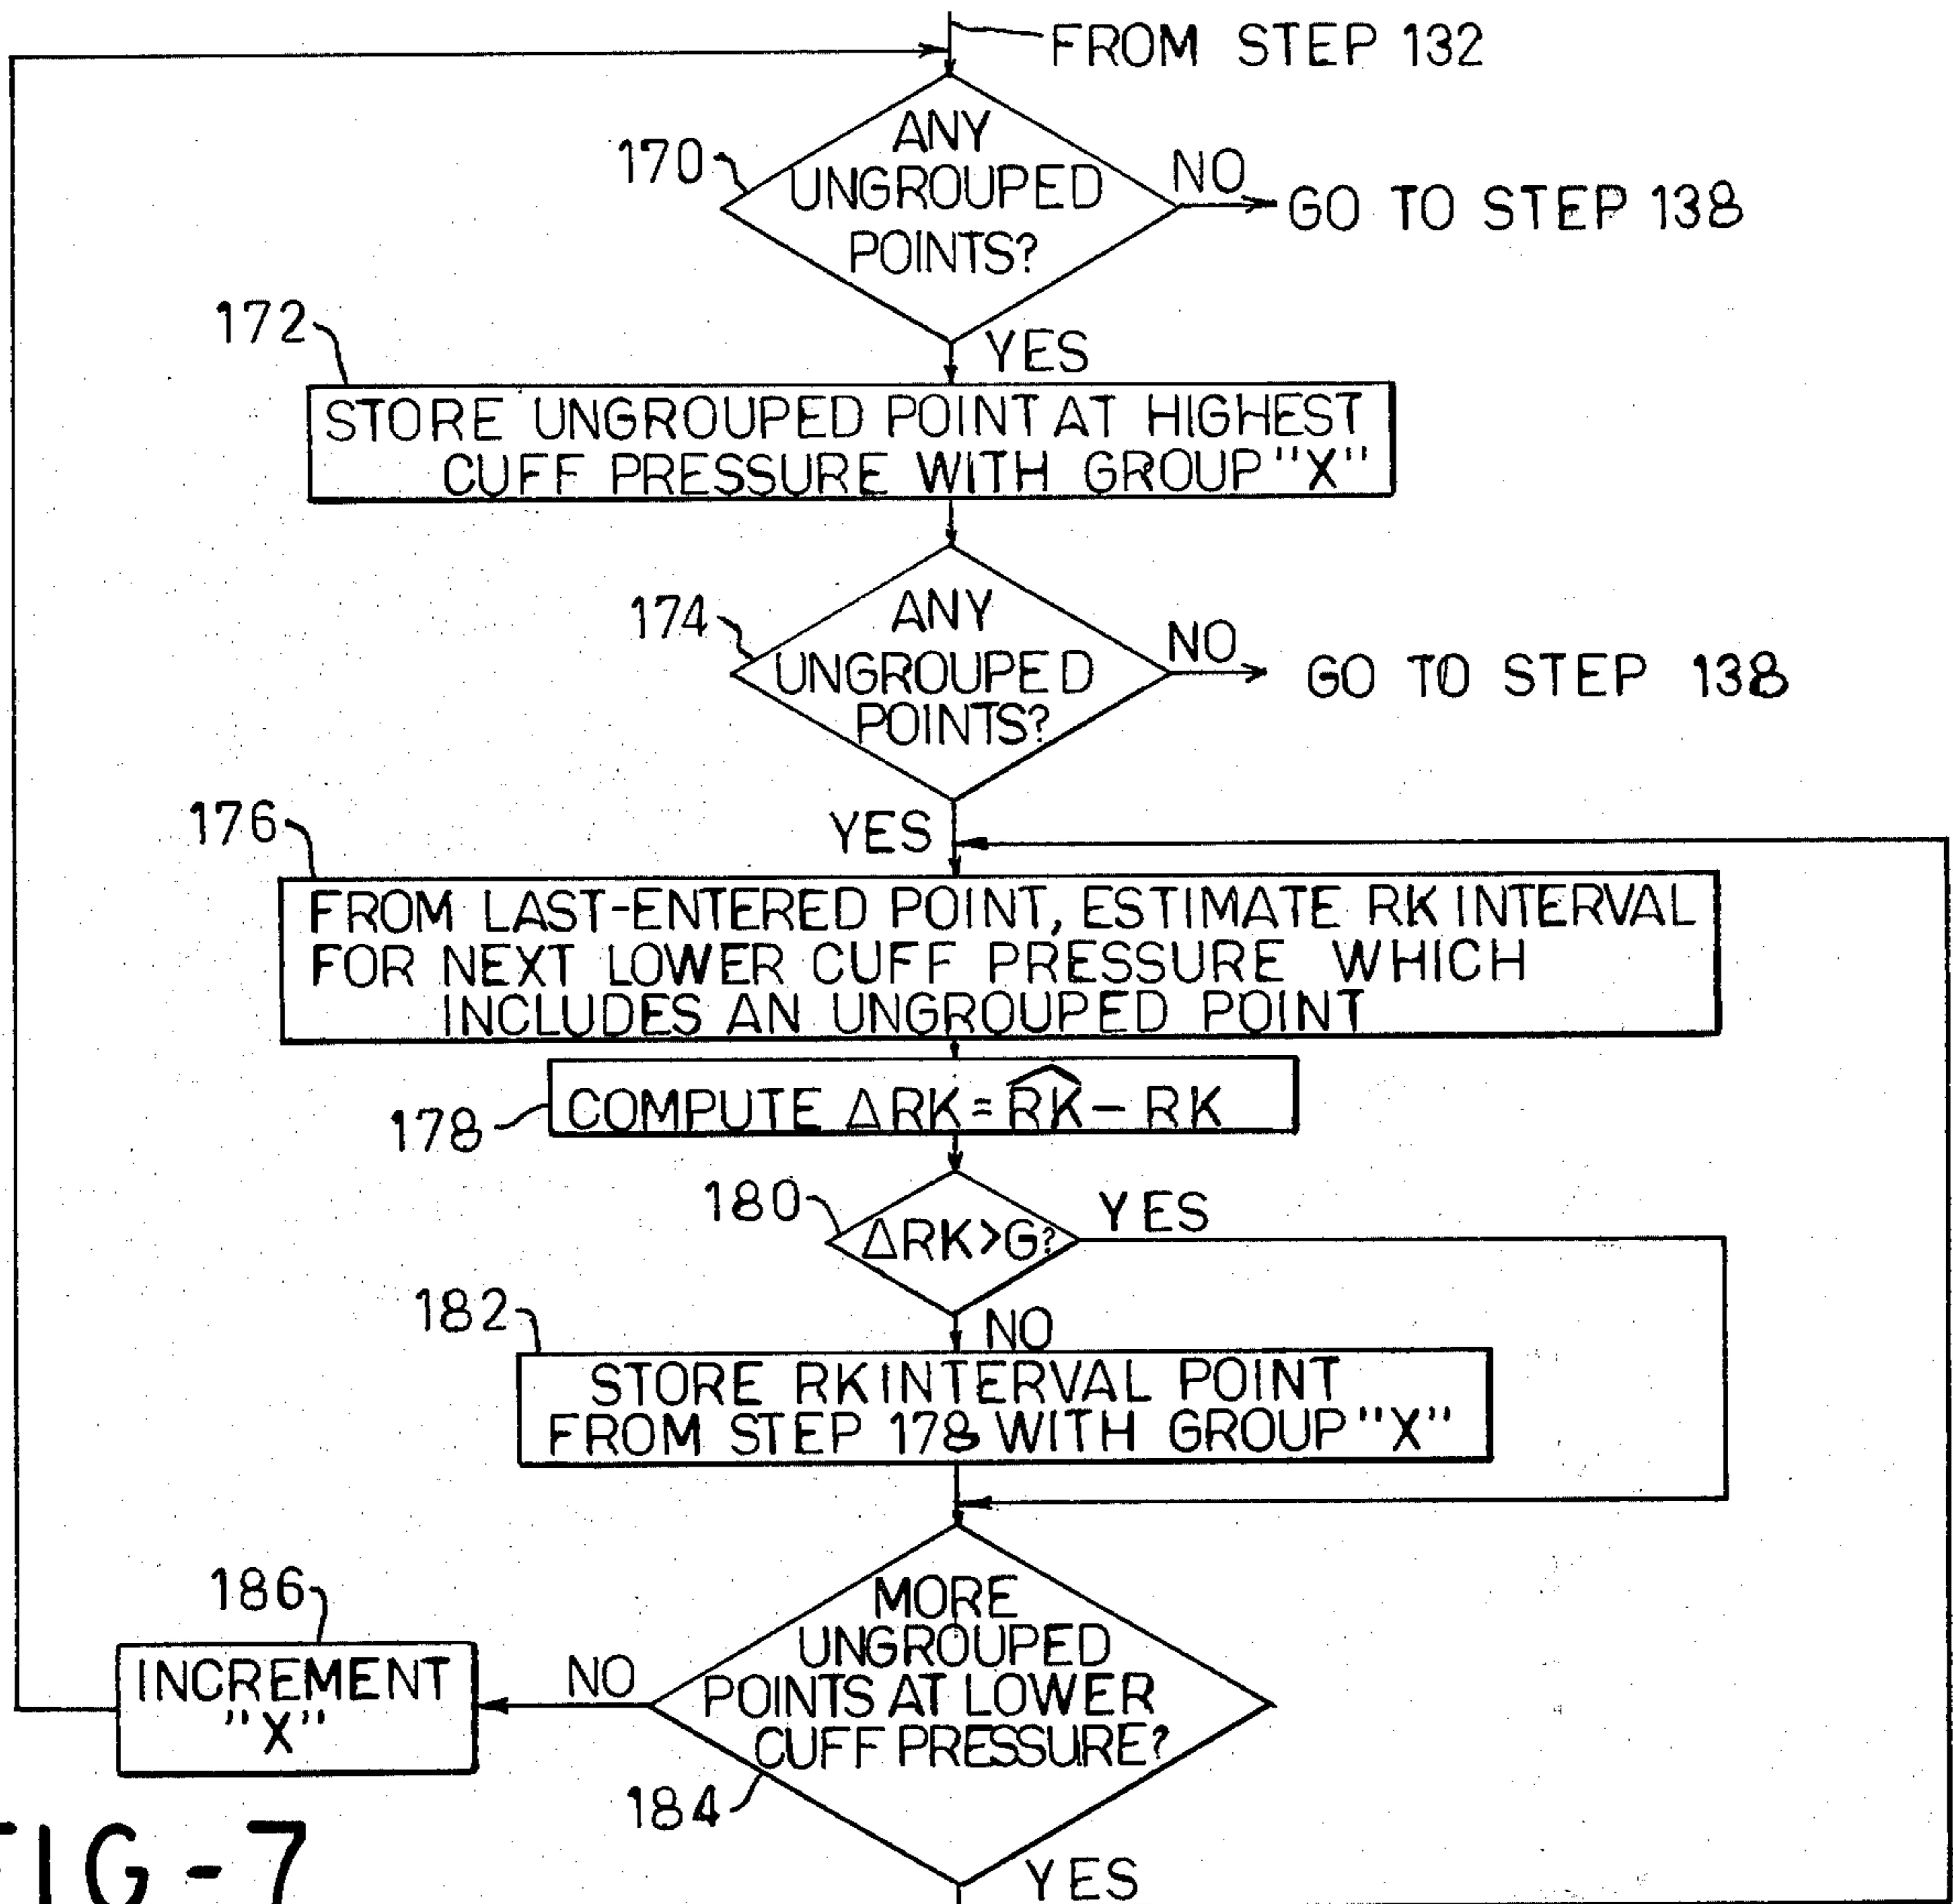 FROM STEP 132
170
ANY
UNGROUPED
POINTS?
NO
GO TO STEP 138
YES
172
STORE UNGROUPED POINT AT HIGHEST
CUFF PRESSURE WITH GROUP "X"
174
ANY
UNGROUPED
POINTS?
NO
GO TO STEP 138
YES
176
FROM LAST-ENTERED POINT, ESTIMATE RK INTERVAL
FOR NEXT LOWER CUFF PRESSURE WHICH
INCLUDES AN UNGROUPED POINT
178
COMPUTE ΔRK = R̂K̂ - RK
180
ΔRK>G?
YES
NO
182
STORE RK INTERVAL POINT
FROM STEP 178 WITH GROUP "X"
184
MORE
UNGROUPED
POINTS AT LOWER
CUFF PRESSURE?
NO
186
INCREMENT
"X"
YES
FIG-7